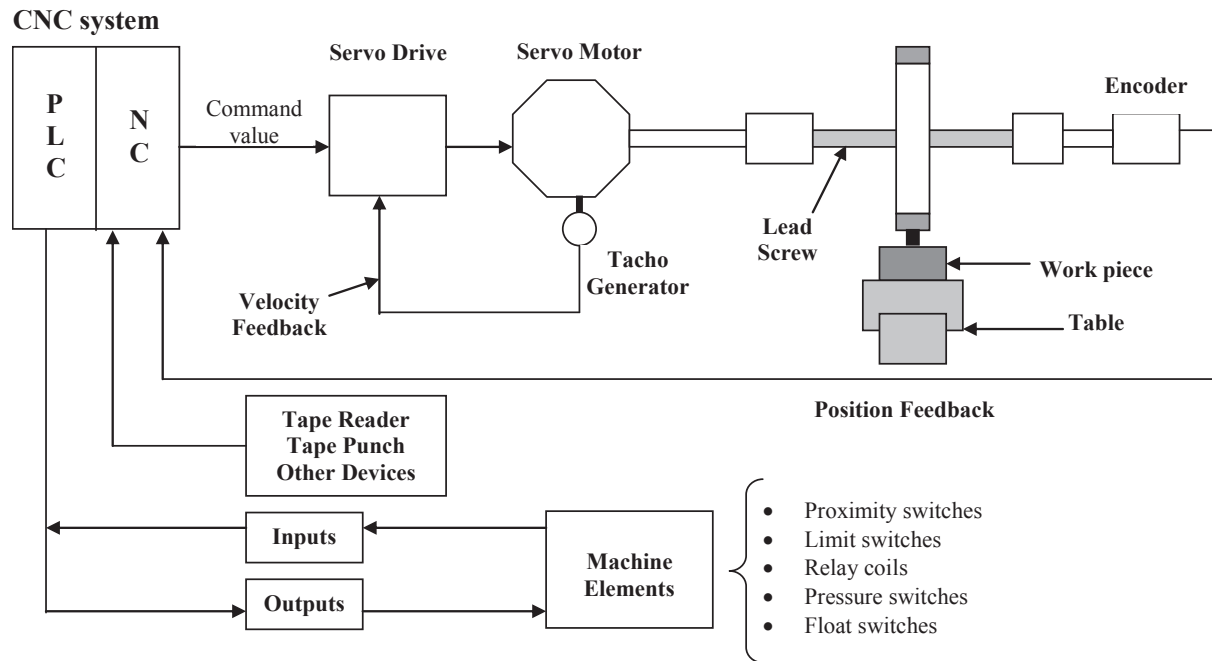 CNC system
P
L
C
N
C
Command
value
Servo Drive
Servo Motor
Encoder
Lead
Screw
Tacho
Generator
Velocity
Feedback
Work piece
Table
Position Feedback
Tape Reader
Tape Punch
Other Devices
Inputs
Outputs
Machine
Elements
• Proximity switches
• Limit switches
• Relay coils
• Pressure switches
• Float switches